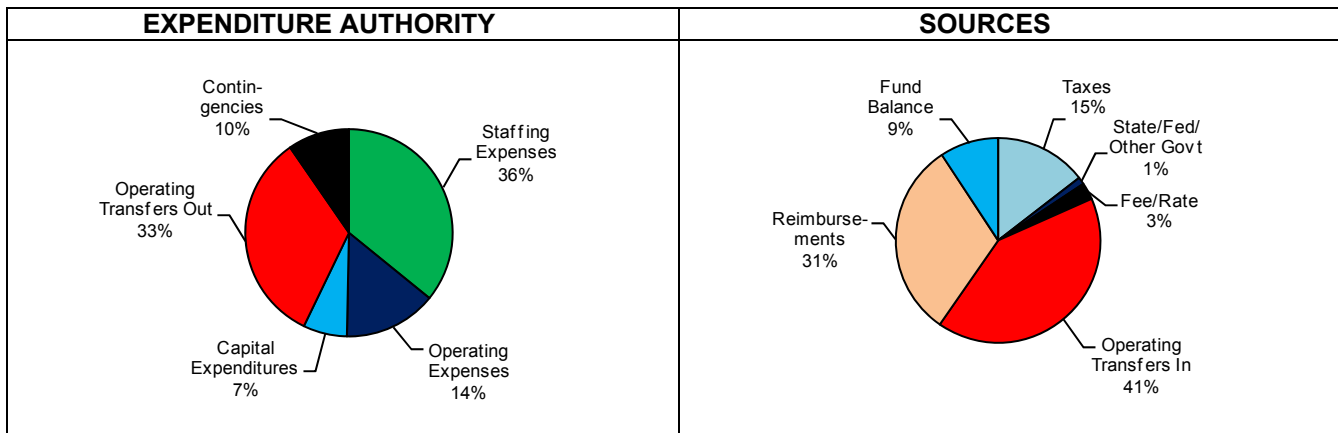 EXPENDITURE AUTHORITY
Contin-
gencies
10%
Staffing
Expenses
36%
Operating
Transfers Out
33%
Capital
Expenditures
7%
Operating
Expenses
14%
SOURCES
Fund
Balance
9%
Taxes
15%
State/Fed/
Other Govt
1%
Fee/Rate
3%
Reimburse-
ments
31%
Operating
Transfers In
41%